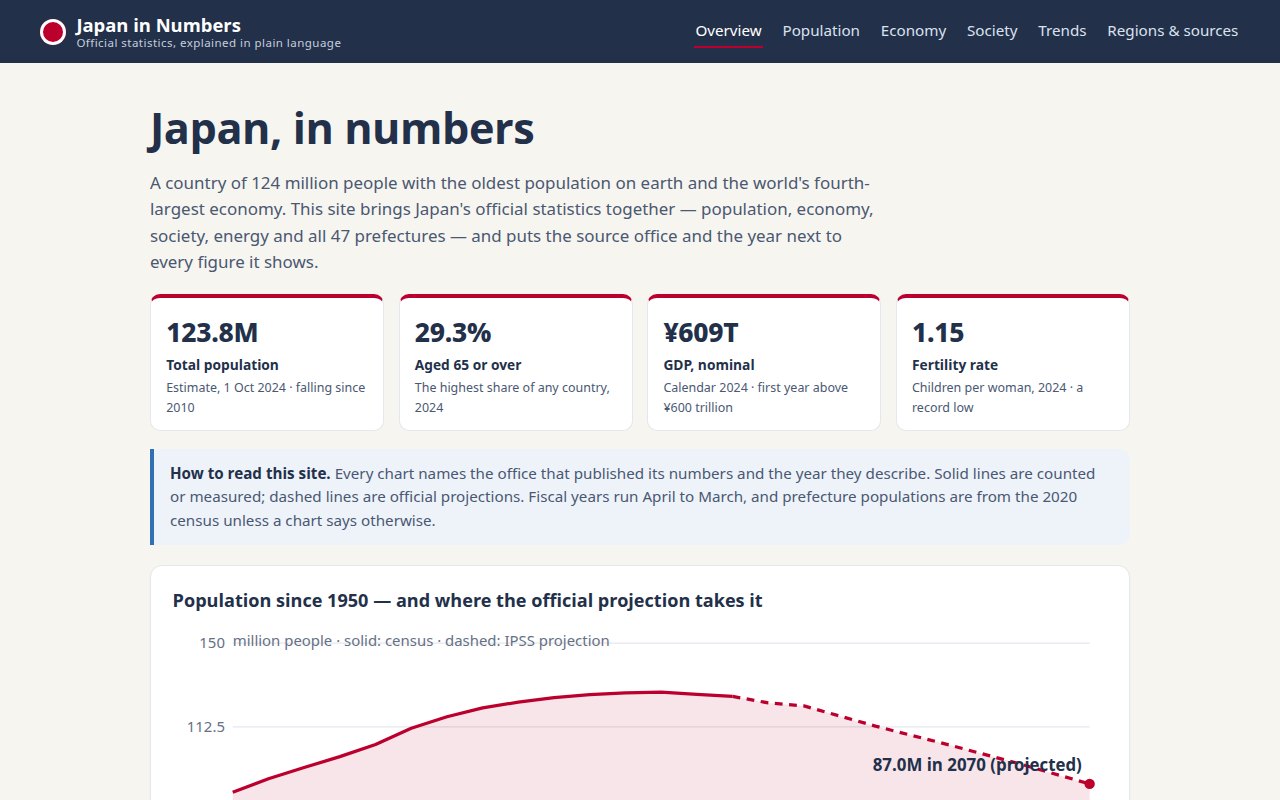 Japan in Numbers
Official statistics, explained in plain language
Overview Population Economy Society Trends Regions & sources
Japan, in numbers
A country of 124 million people with the oldest population on earth and the world's fourth-
largest economy. This site brings Japan's official statistics together — population, economy,
society, energy and all 47 prefectures — and puts the source office and the year next to
every figure it shows.
123.8M
Total population
Estimate, 1 Oct 2024 · falling since
2010
29.3%
Aged 65 or over
The highest share of any country,
2024
¥609T
GDP, nominal
Calendar 2024 · first year above
¥600 trillion
1.15
Fertility rate
Children per woman, 2024 · a
record low
How to read this site. Every chart names the office that published its numbers and the year they describe. Solid lines are counted
or measured; dashed lines are official projections. Fiscal years run April to March, and prefecture populations are from the 2020
census unless a chart says otherwise.
Population since 1950 — and where the official projection takes it
150 million people · solid: census · dashed: IPSS projection
112.5
87.0M in 2070 (projected)